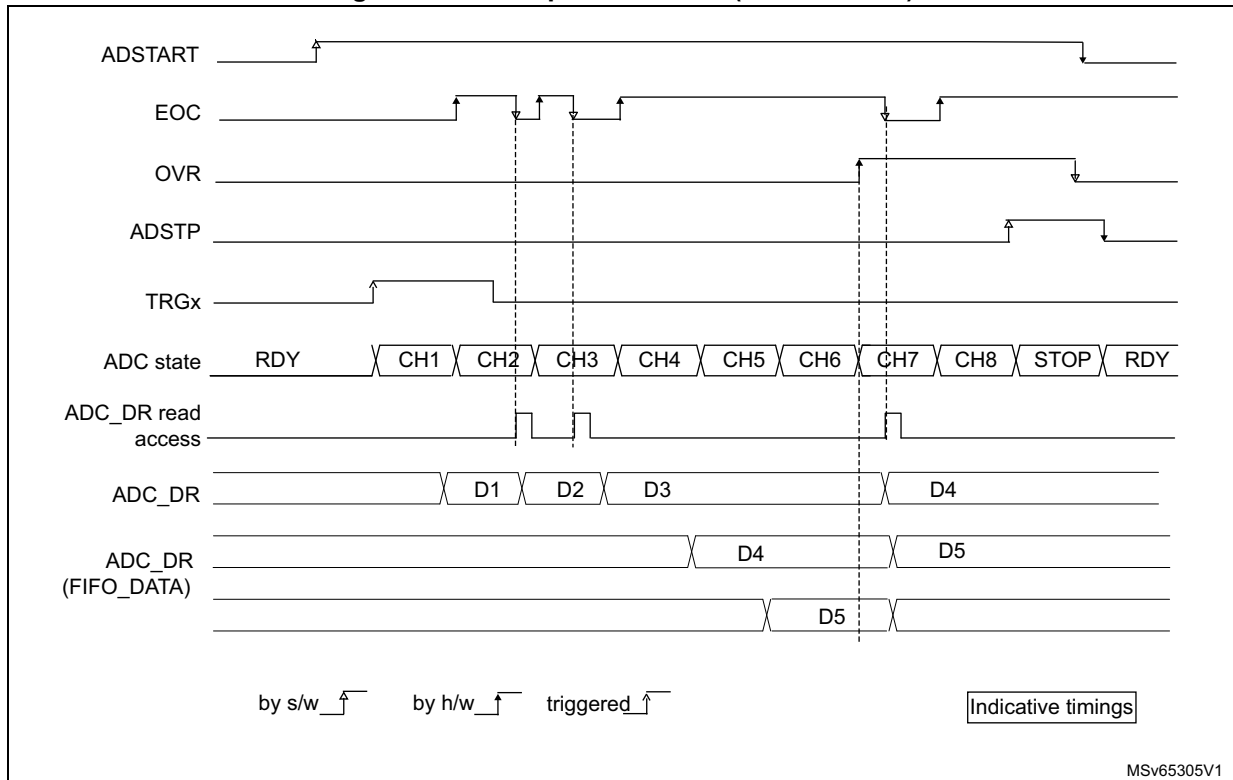 ADSTART
EOC
OVR
ADSTP
TRGx
ADC state RDY CH1 CH2 CH3 CH4 CH5 CH6 CH7 CH8 STOP RDY
ADC_DR read
access
ADC_DR D1 D2 D3 D4
ADC_DR
(FIFO_DATA)
D4 D5
D5
by s/w by h/w triggered Indicative timings
MSv65305V1